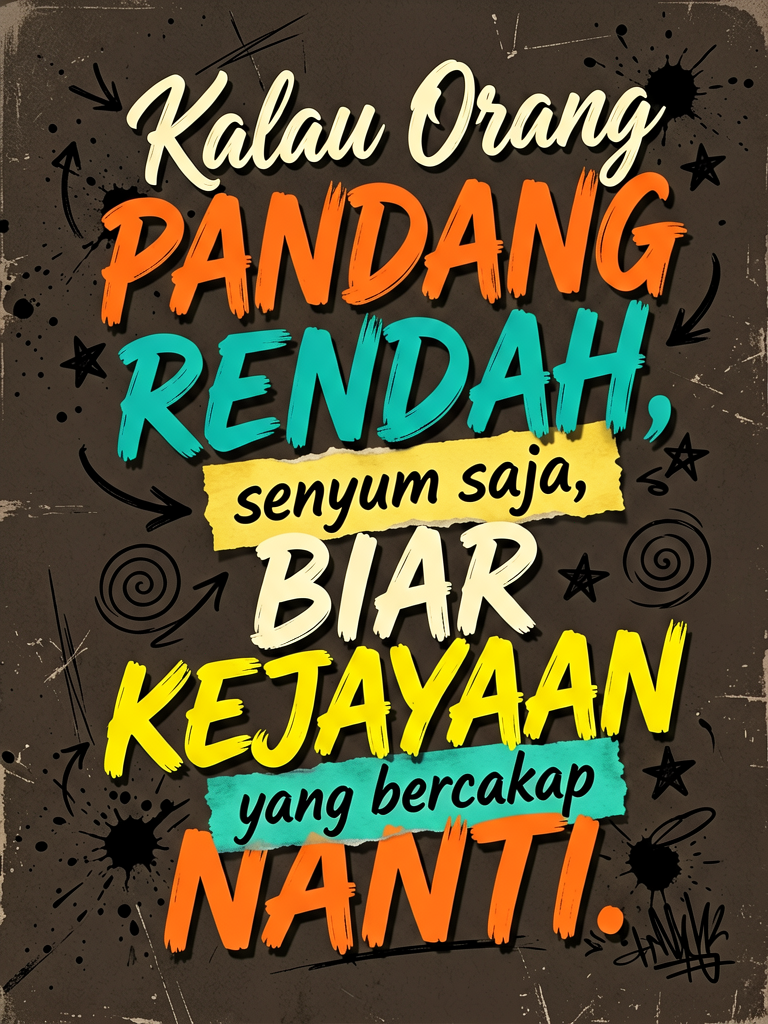 Kalau Orang
PANDANG
RENDAH,
senyum saja,
BIAR
KEJAYAAN
yang bercakap
NANTI.